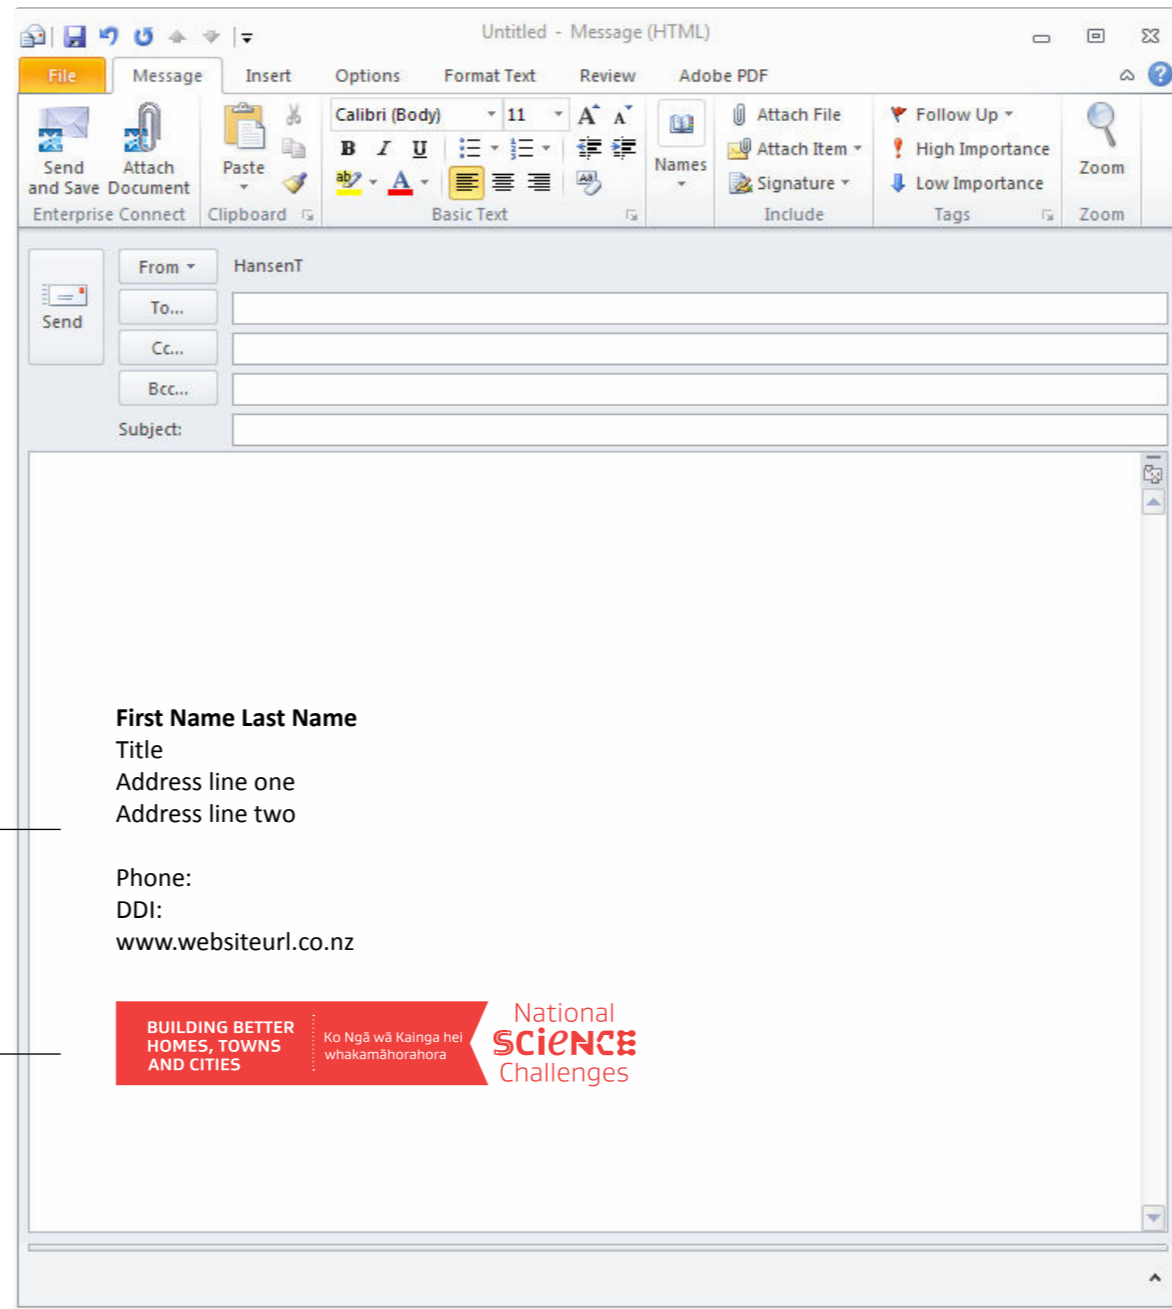 Untitled - Message (HTML)
File Message Insert Options Format Text Review Adobe PDF
Send and Save
Attach Document
Enterprise Connect
Paste
Clipboard
Calibri (Body) 11
B I U
Basic Text
Names
Attach File
Attach Item
Signature
Include
Follow Up
High Importance
Low Importance
Tags
Zoom
Zoom
Send
From HansenT
To...
Cc...
Bcc...
Subject:
First Name Last Name
Title
Address line one
Address line two
Phone:
DDI:
www.websiteurl.co.nz
BUILDING BETTER
HOMES, TOWNS
AND CITIES
Ko Ngā wā Kainga hei
whakamāhorahora
National
SCIENCE
Challenges